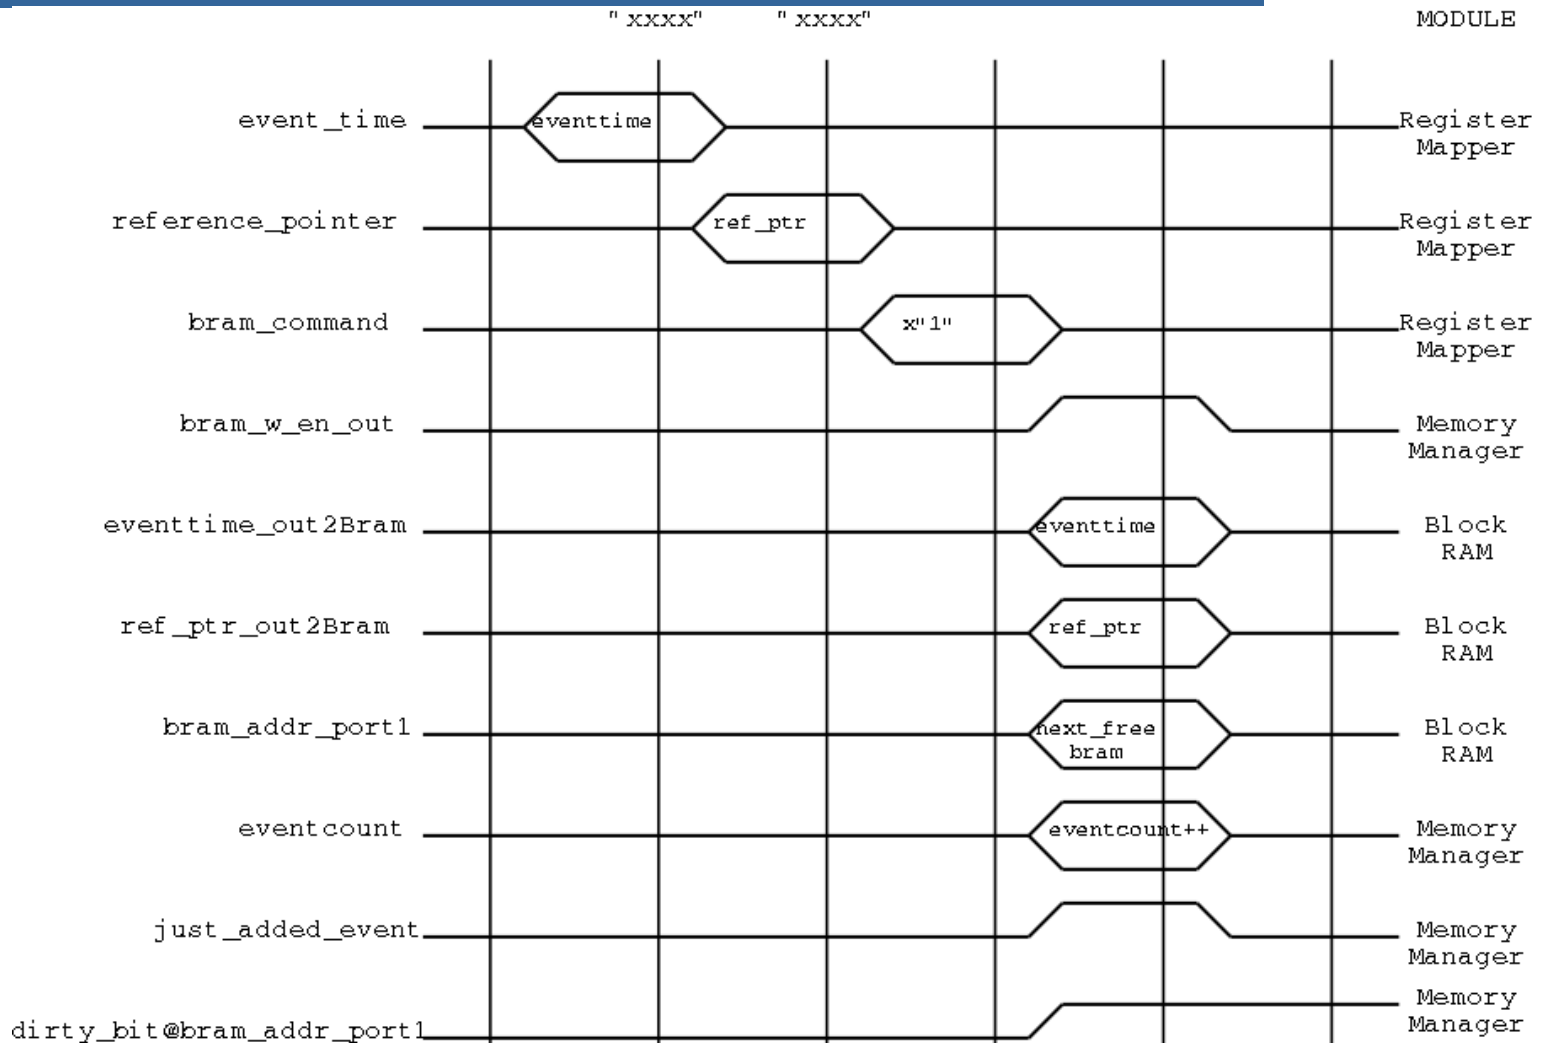 "xxxx" "xxxx" MODULE
event_time eventtime Register
Mapper
reference_pointer ref_ptr Register
Mapper
bram_command x"1" Register
Mapper
bram_w_en_out Memory
Manager
eventtime_out2Bram eventtime Block
RAM
ref_ptr_out2Bram ref_ptr Block
RAM
bram_addr_port1 next_free Block
bram RAM
eventcount eventcount++ Memory
Manager
just_added_event Memory
Manager
Memory
dirty_bit@bram_addr_port1 Manager